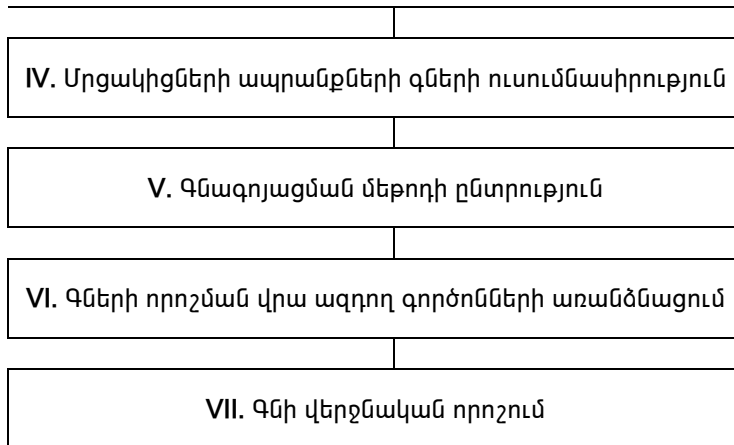 IV. Մրցակիցների ապրանքների գների ուսումնասիրություն
V. Գնագոյացման մեթոդի ընտրություն
VI. Գների որոշման վրա ազդող գործոնների առանձնացում
VII. Գնի վերջնական որոշում